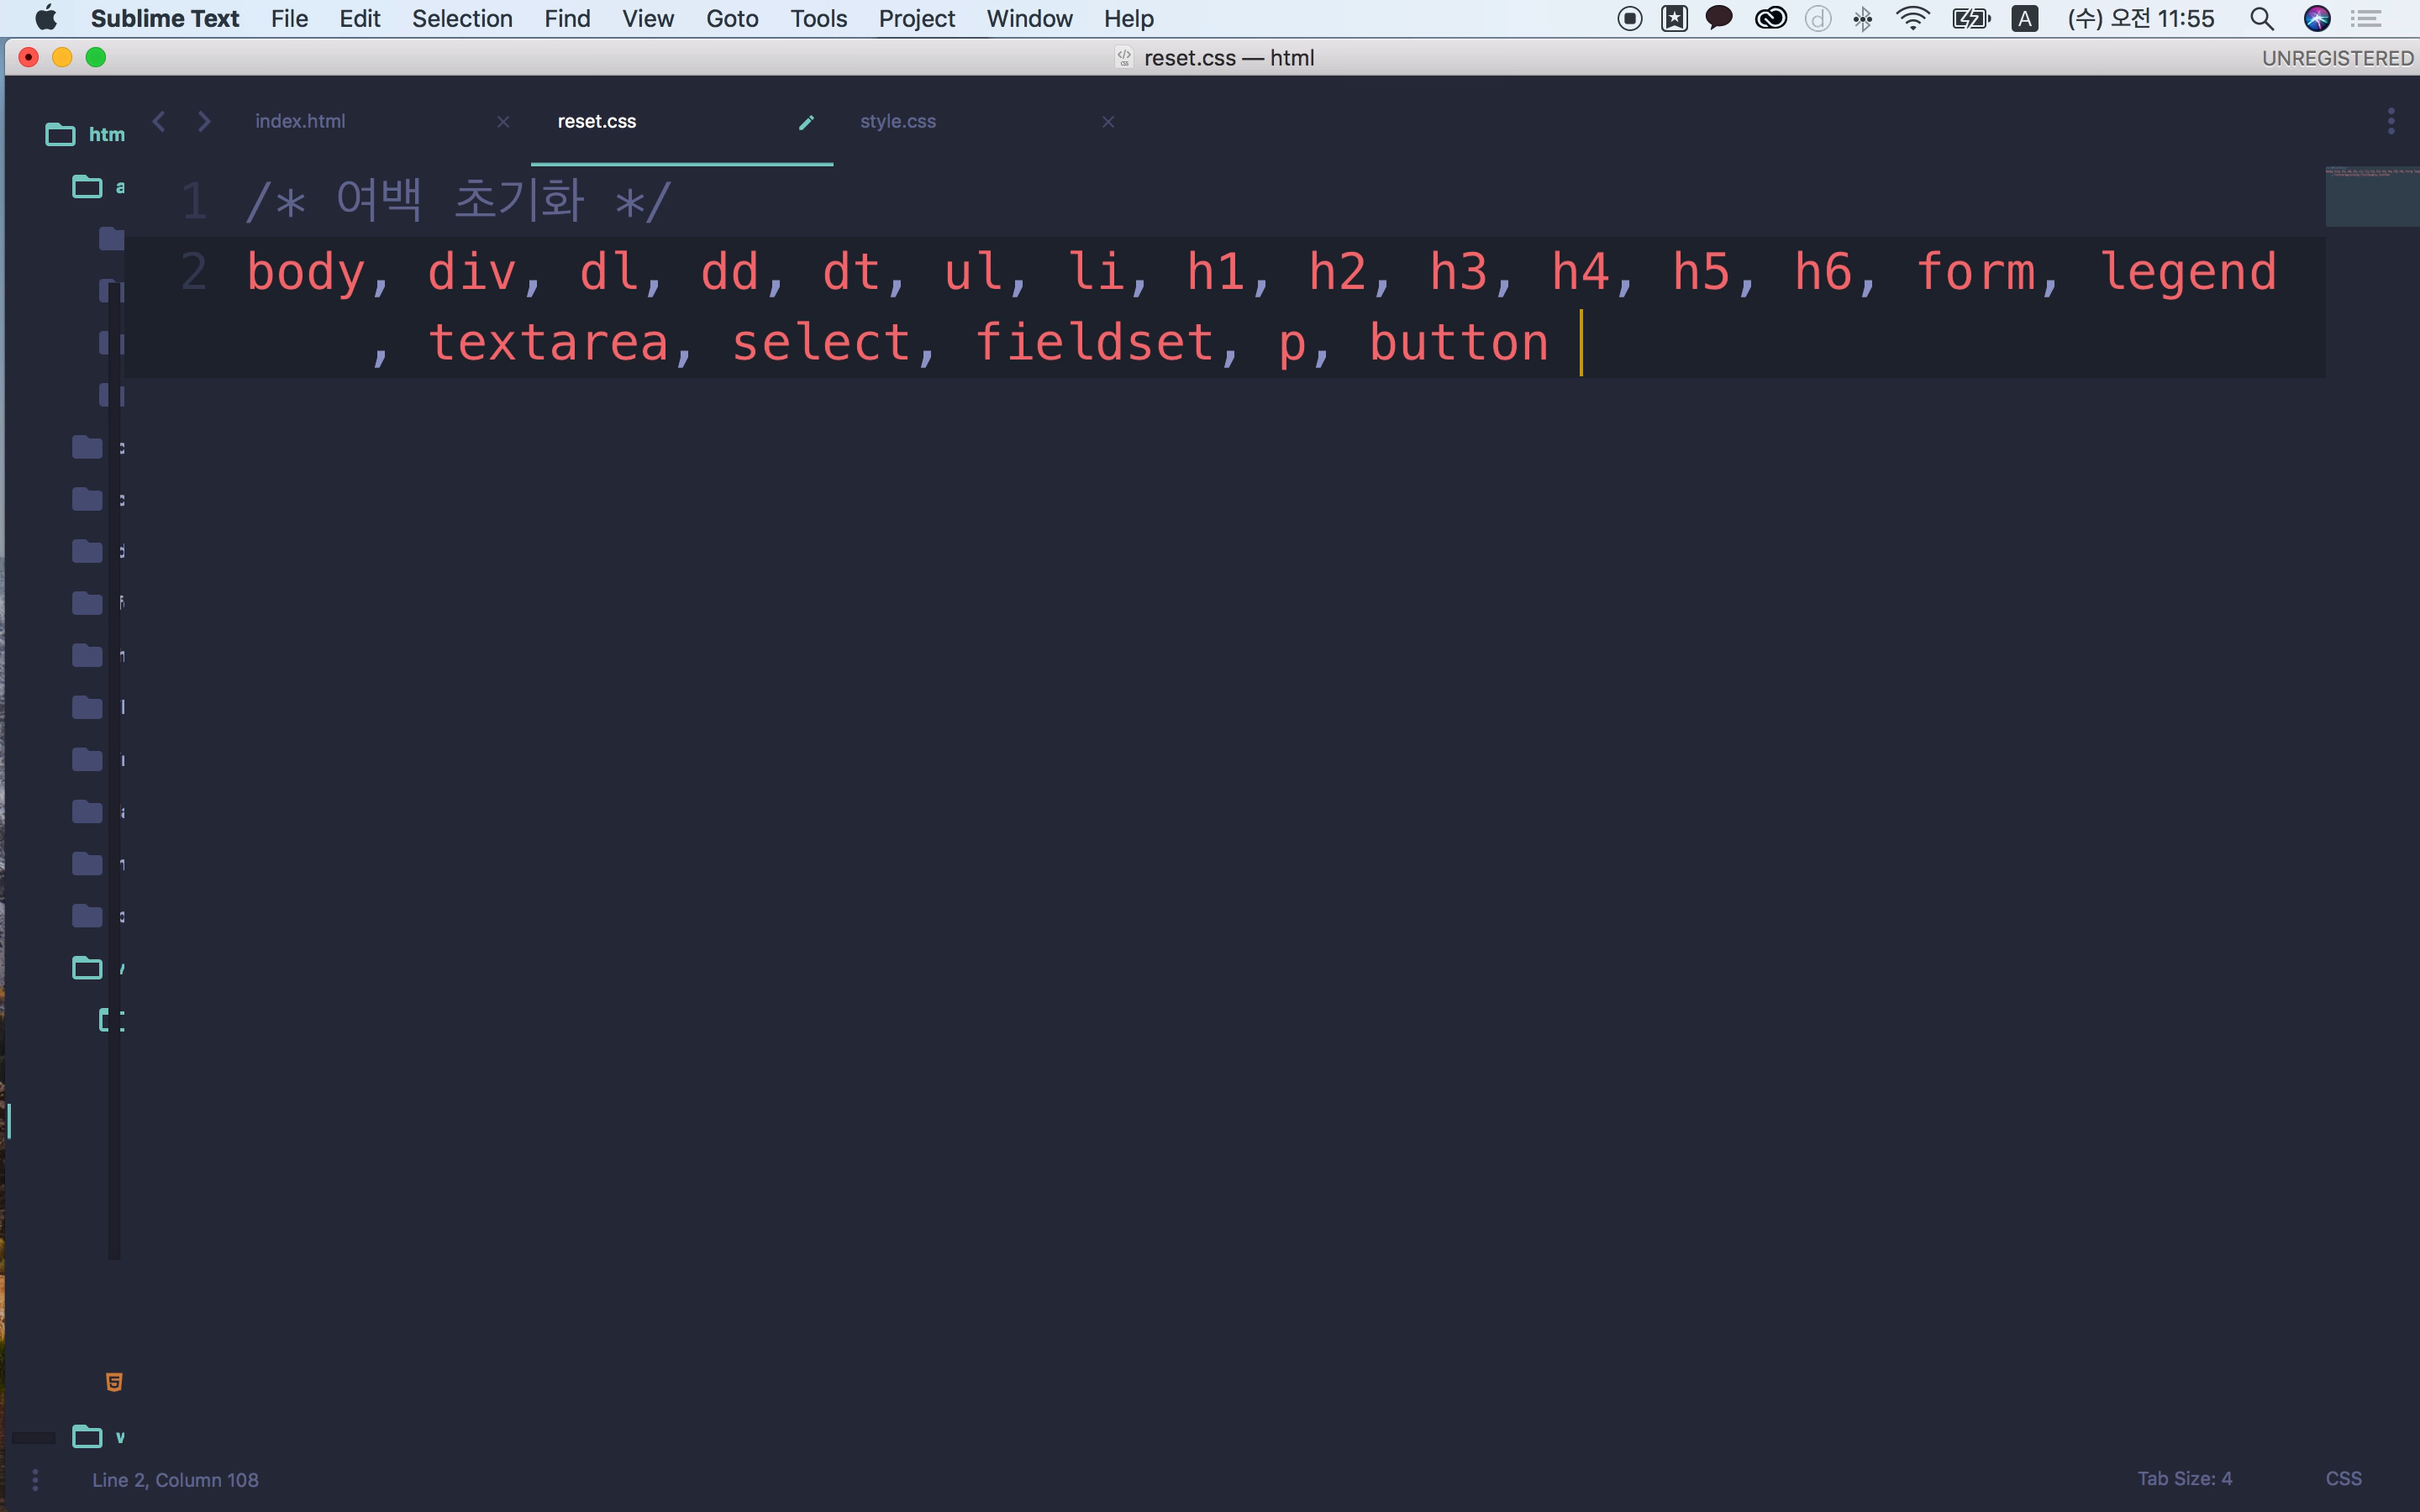 Sublime Text File Edit Selection Find View Goto Tools Project Window Help A (수) 오전 11:55
reset.css — html UNREGISTERED
htm index.html reset.css style.css
1 /* 여백 초기화 */
2 body, div, dl, dd, dt, ul, li, h1, h2, h3, h4, h5, h6, form, legend
, textarea, select, fieldset, p, button
Line 2, Column 108 Tab Size: 4 CSS